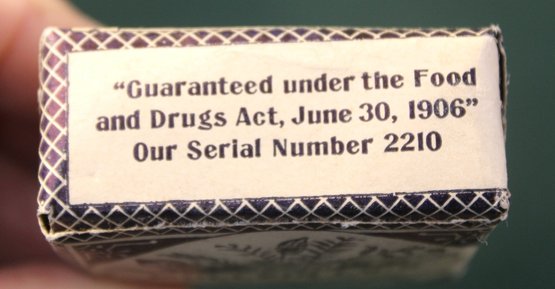 “Guaranteed under the Food
and Drugs Act, June 30, 1906”
Our Serial Number 2210